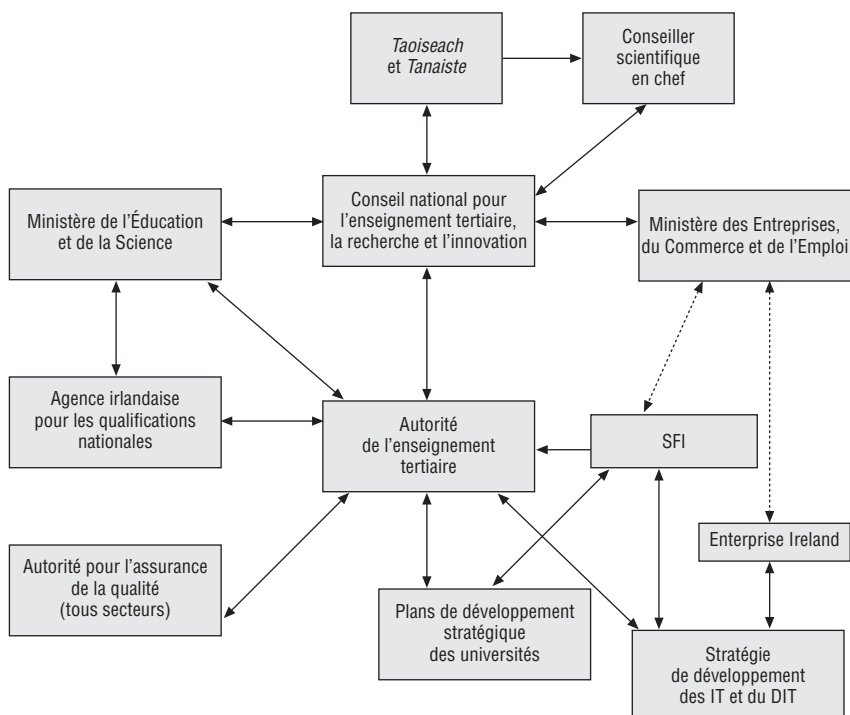 Taoiseach
et Tanaiste
Conseiller
scientifique
en chef
Ministère de l'Éducation
et de la Science
Conseil national pour
l'enseignement tertiaire,
la recherche et l'innovation
Ministère des Entreprises,
du Commerce et de l'Emploi
Agence irlandaise
pour les qualifications
nationales
Autorité
de l'enseignement
tertiaire
SFI
Enterprise Ireland
Autorité pour l'assurance
de la qualité
(tous secteurs)
Plans de développement
stratégique
des universités
Stratégie
de développement
des IT et du DIT